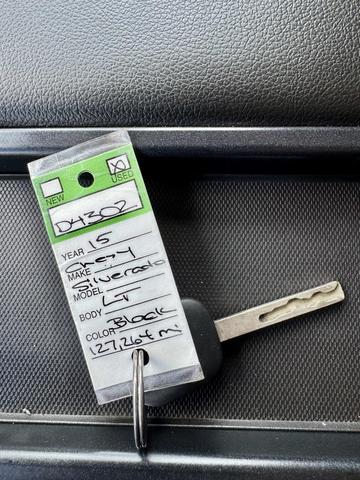 NEW USED
D4302
YEAR 15
MAKE Chevy
MODEL Silverado
BODY LT
COLOR Black
127,264 mi